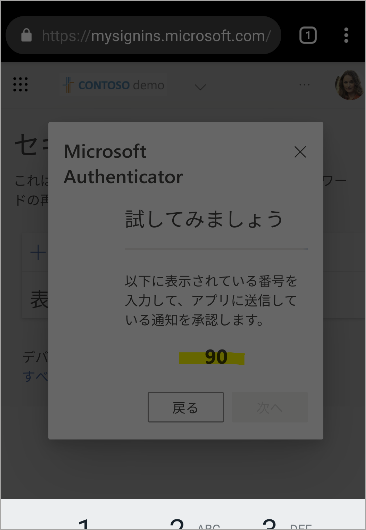 https://mysignins.microsoft.com/
1
CONTOSO demo
セキ
Microsoft
Authenticator
これは
ワー
ドの再
試してみましょう
以下に表示されている番号を
入力して、アプリに送信して
いる通知を承認します。
90
表
デバ
すべ
戻る
次へ
1
2 ABC
3 DEF